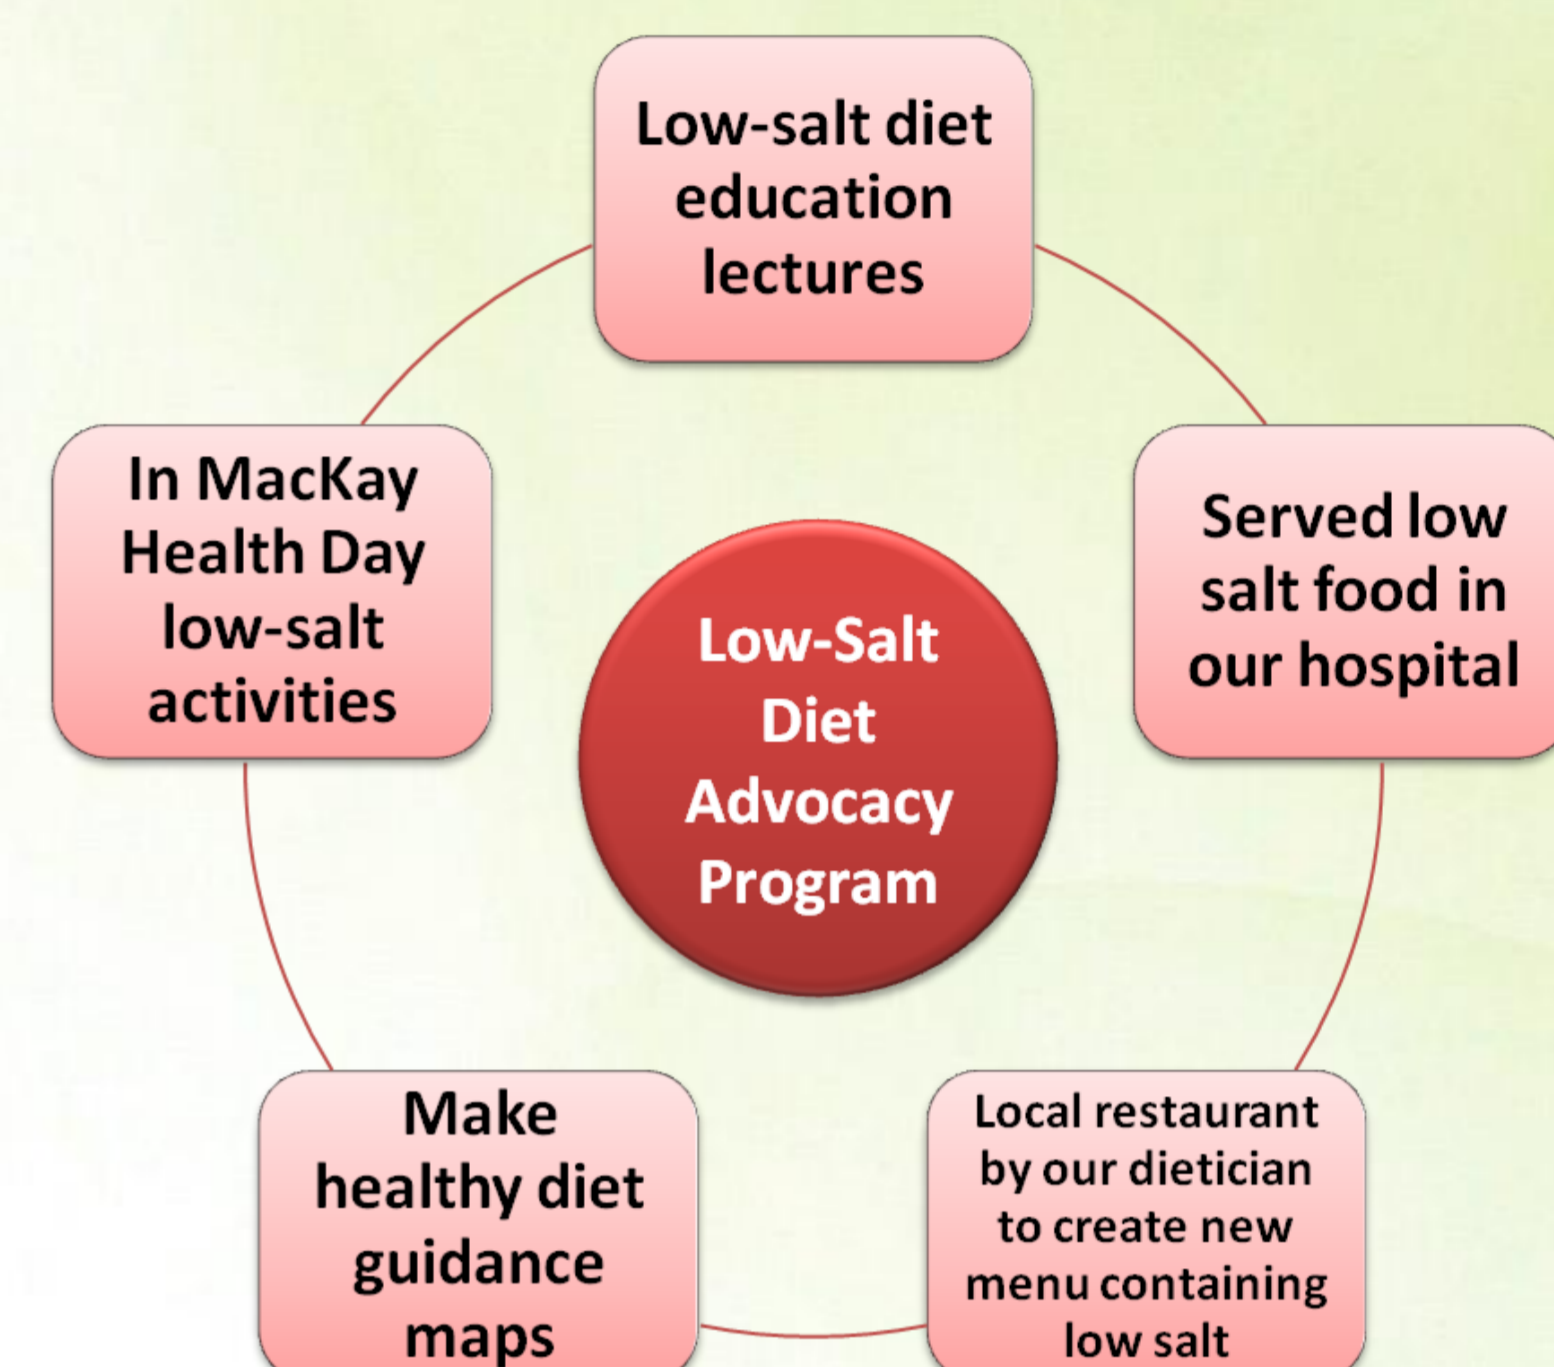 Low-salt diet
education
lectures
In MacKay
Health Day
low-salt
activities
Served low
salt food in
our hospital
Low-Salt
Diet
Advocacy
Program
Make
healthy diet
guidance
maps
Local restaurant
by our dietician
to create new
menu containing
low salt